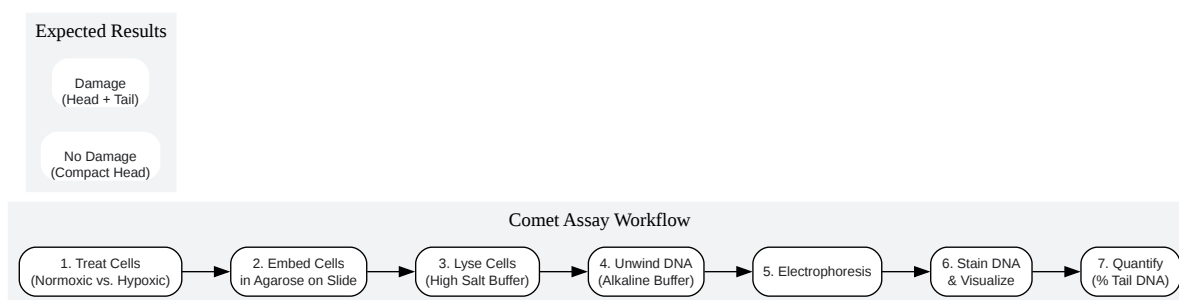 Expected Results
Damage
(Head + Tail)
No Damage
(Compact Head)
Comet Assay Workflow
1. Treat Cells
(Normoxic vs. Hypoxic)
2. Embed Cells
in Agarose on Slide
3. Lyse Cells
(High Salt Buffer)
4. Unwind DNA
(Alkaline Buffer)
5. Electrophoresis
6. Stain DNA
& Visualize
7. Quantify
(% Tail DNA)